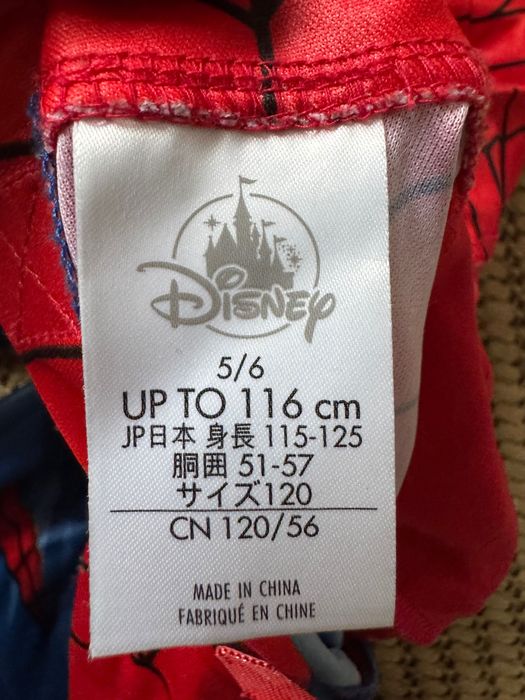 Disney
5/6
UP TO 116 cm
JP日本 身長 115-125
胴囲 51-57
サイズ120
CN 120/56
MADE IN CHINA
FABRIQUÉ EN CHINE